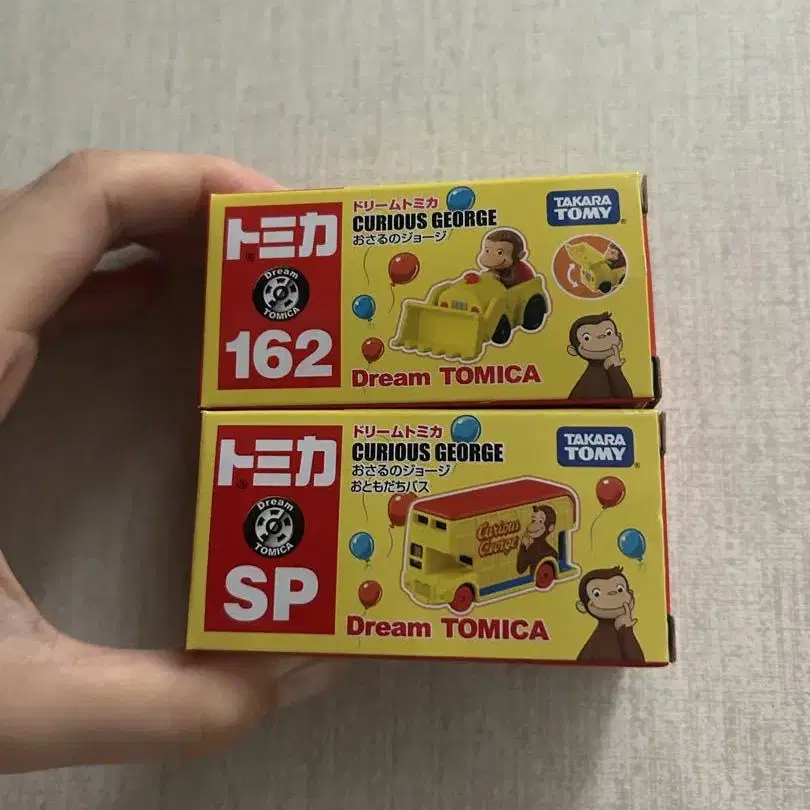 トミカ
Dream
TOMICA
162
ドリームトミカ
CURIOUS GEORGE
おさるのジョージ
TAKARA
TOMY
Dream TOMICA
トミカ
Dream
TOMICA
SP
ドリームトミカ
CURIOUS GEORGE
おさるのジョージ
おともだちバス
TAKARA
TOMY
Curious
George
Dream TOMICA